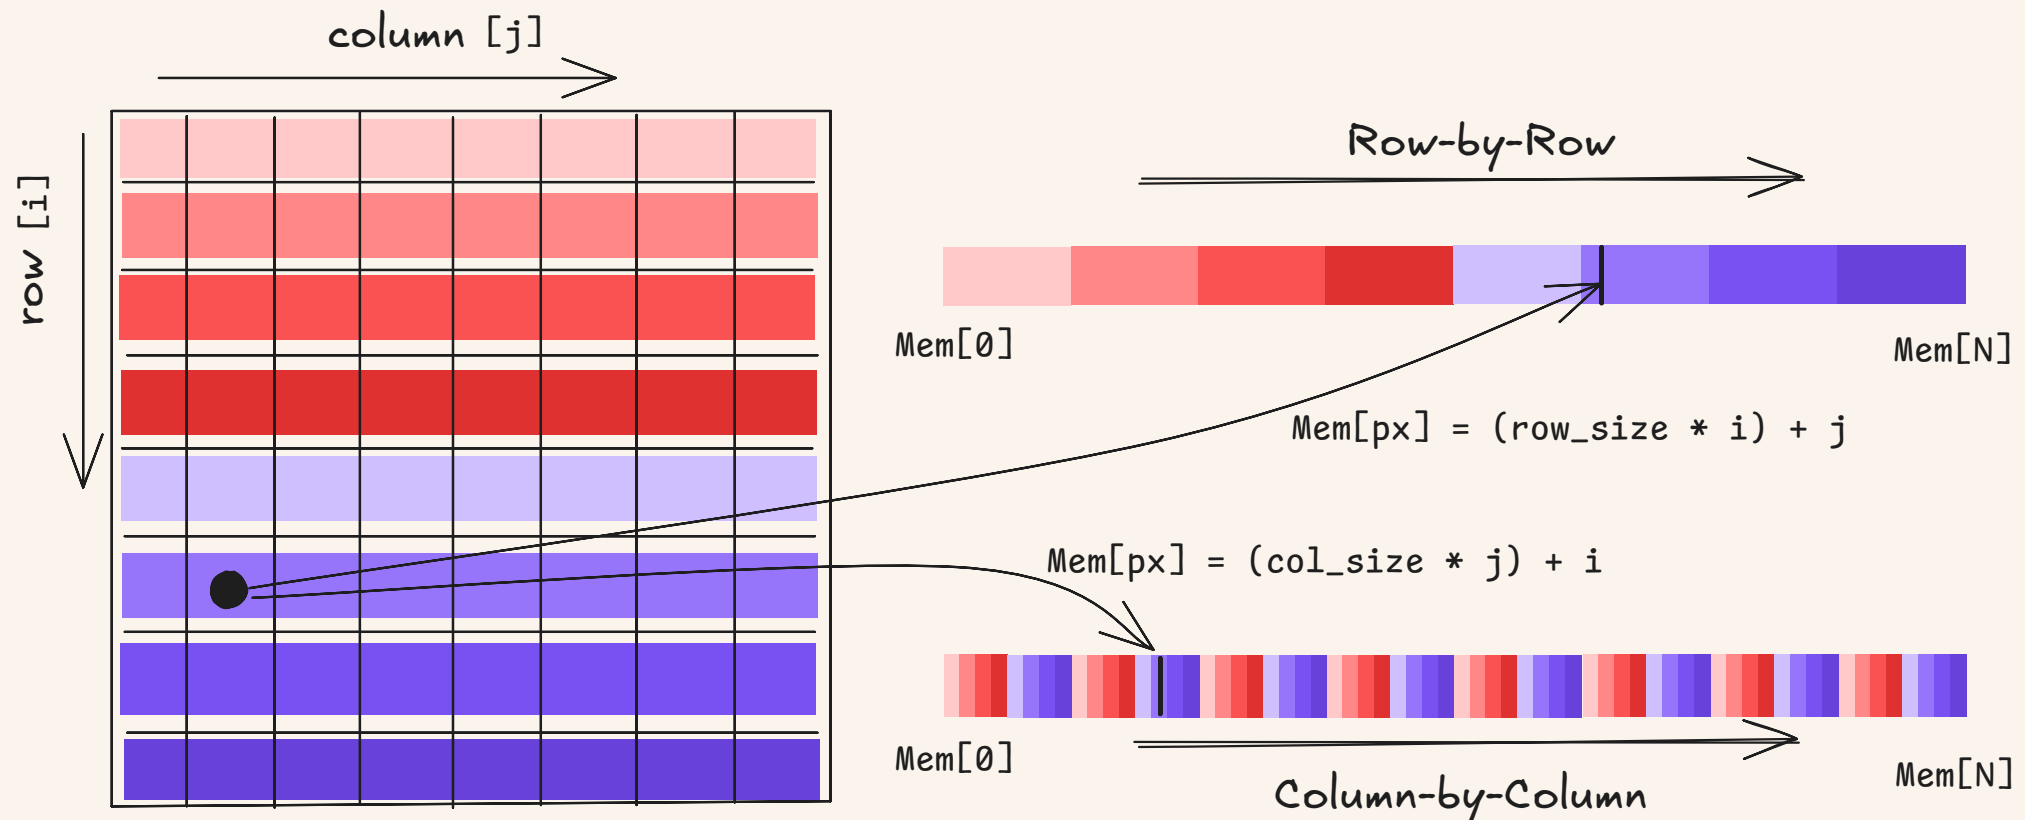 column [j]
row [i]
Row-by-Row
Mem[0]
Mem[N]
Mem[px] = (row_size * i) + j
Mem[px] = (col_size * j) + i
Mem[0]
Mem[N]
Column-by-Column